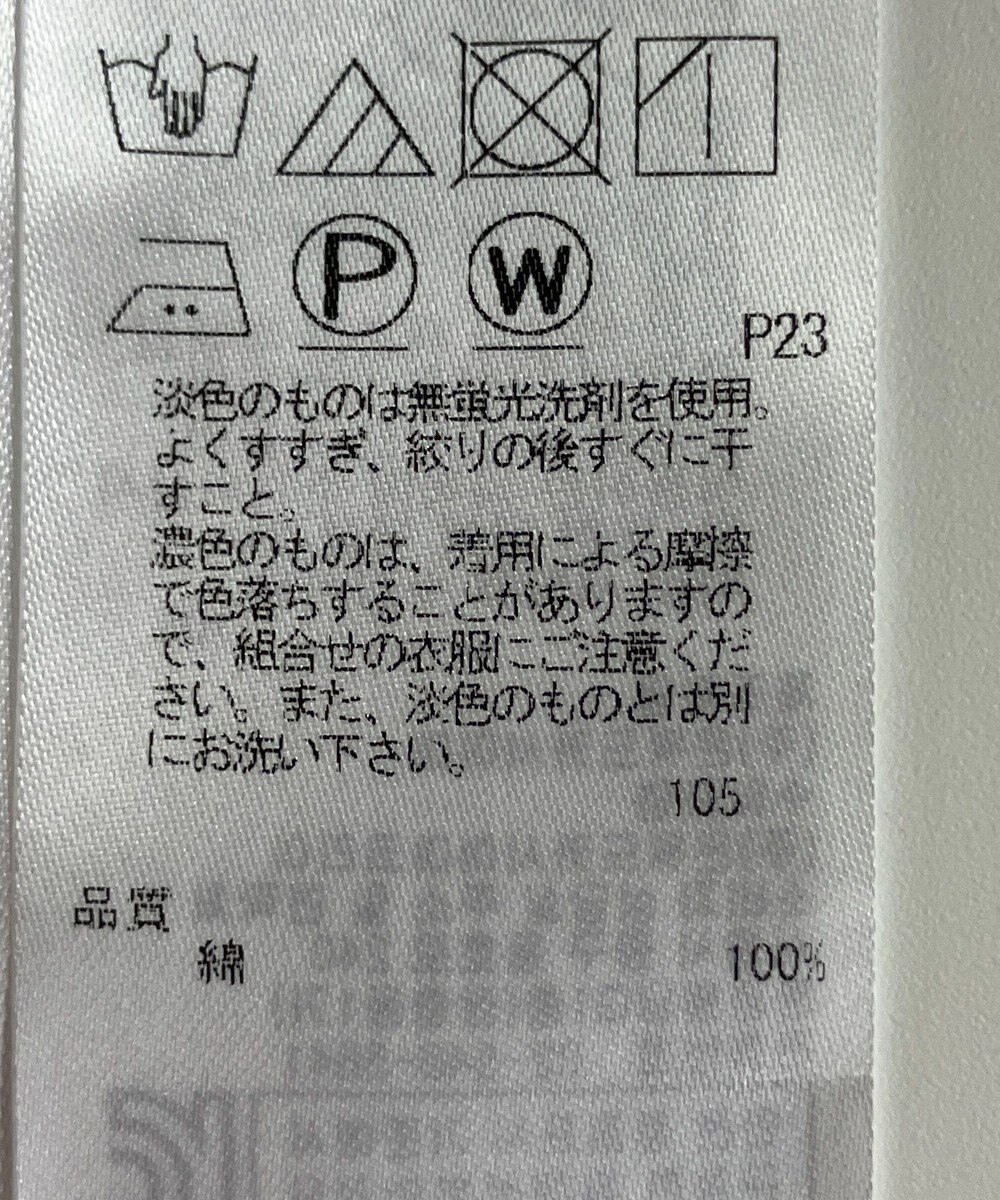 P
W
P23
淡色のものは無蛍光洗剤を使用。
よくすすぎ、絞りの後すぐに干
すこと。
濃色のものは、着用による摩擦
で色落ちすることがありますの
で、組合せの衣服にご注意くだ
さい。また、淡色のものとは別
にお洗い下さい。
105
品質
綿 100%